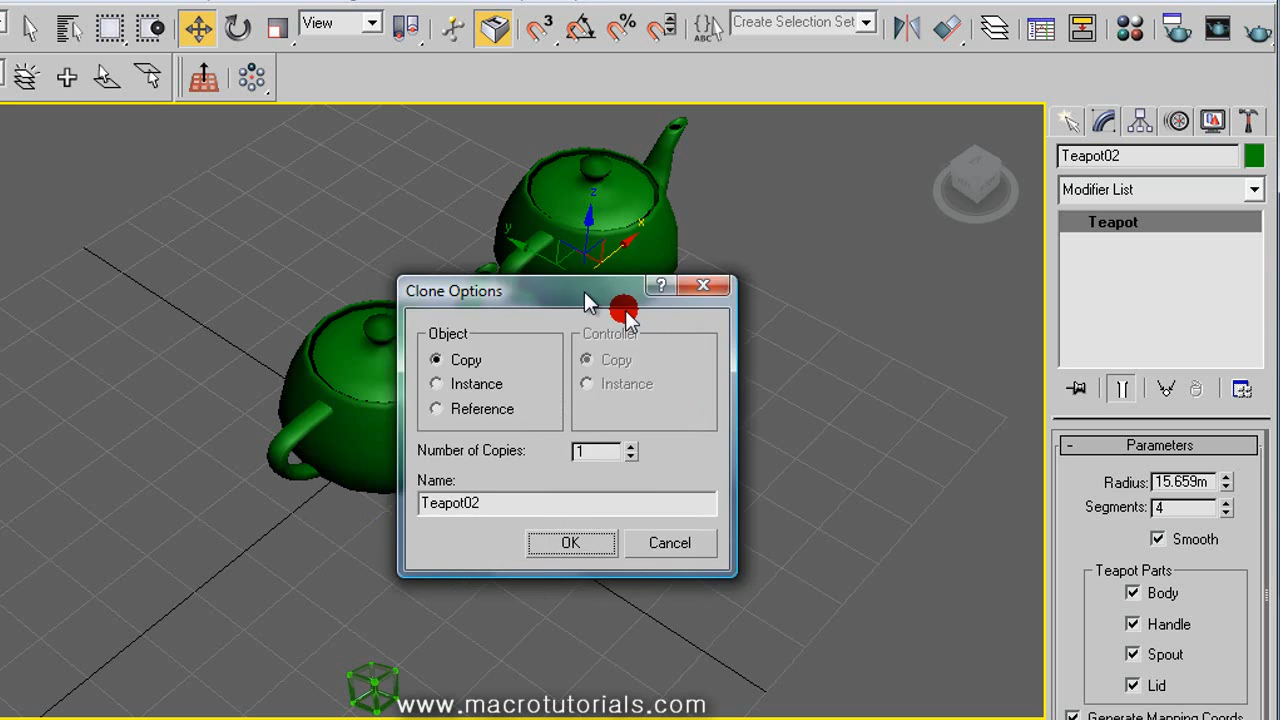 View
3
%
ABC
Create Selection Set
Teapot02
Modifier List
Teapot
z
x
y
Clone Options
?
Object
Controller
Copy
Copy
Instance
Instance
Reference
Number of Copies:
1
Name:
Teapot02
OK
Cancel
-
Parameters
Radius:
15.659m
Segments:
4
Smooth
Teapot Parts
Body
Handle
Spout
Lid
Generate Mapping Coords
www.macrotutorials.com